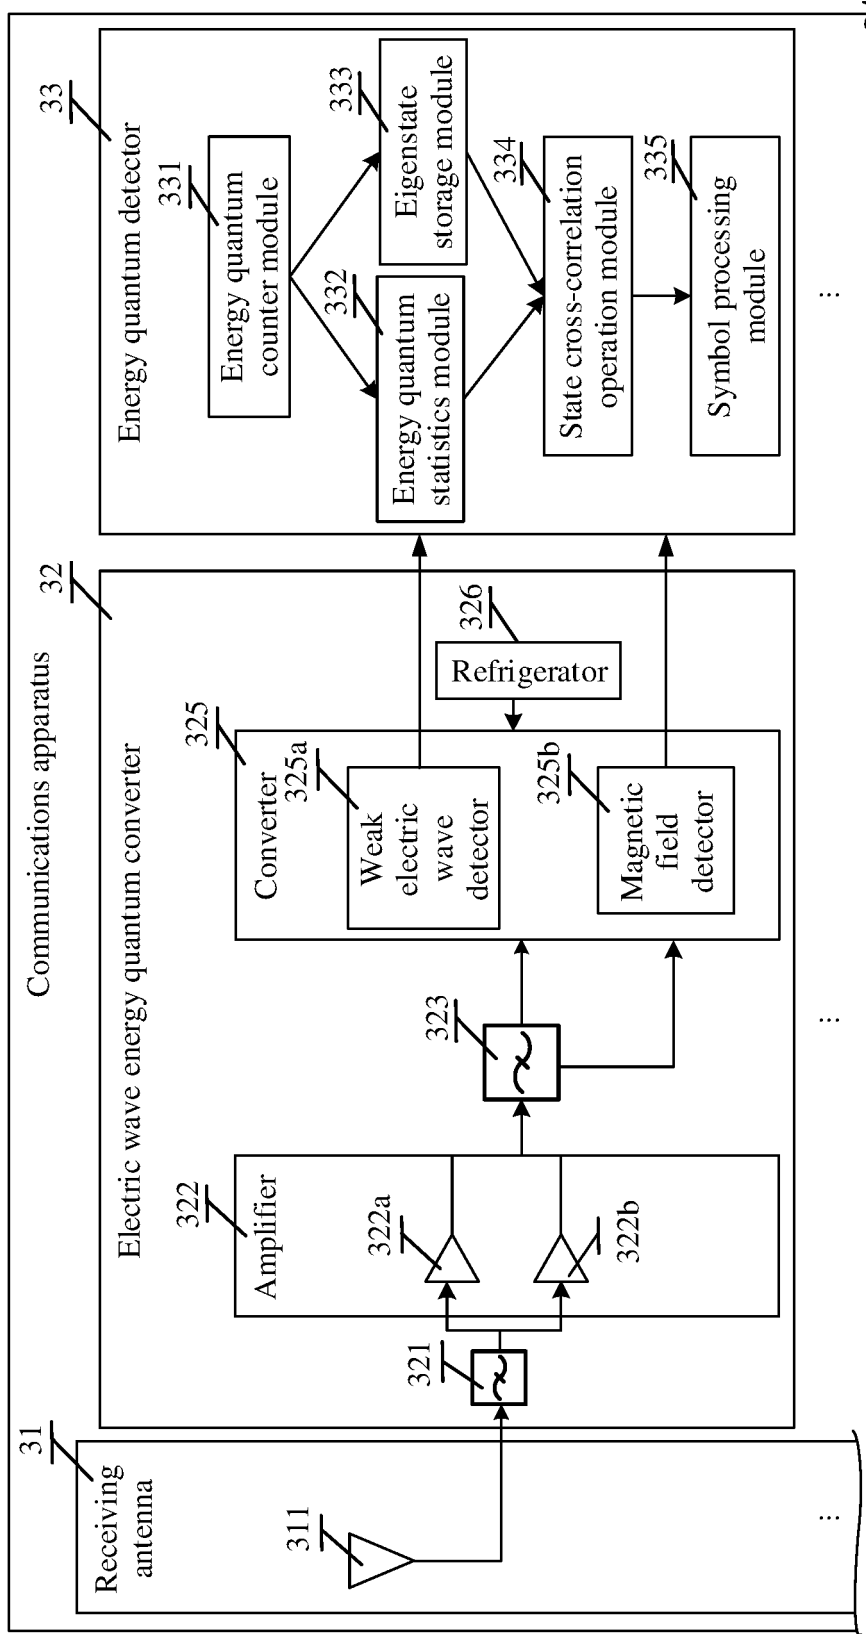 Communications apparatus
31
Receiving
antenna
311
...
32
Electric wave energy quantum converter
321
322
Amplifier
322a
322b
323
325
Converter
325a
Weak
electric
wave
detector
325b
Magnetic
field
detector
326
Refrigerator
...
33
Energy quantum detector
331
Energy quantum
counter module
332
Energy quantum
statistics module
333
Eigenstate
storage module
334
State cross-correlation
operation module
335
Symbol processing
module
...